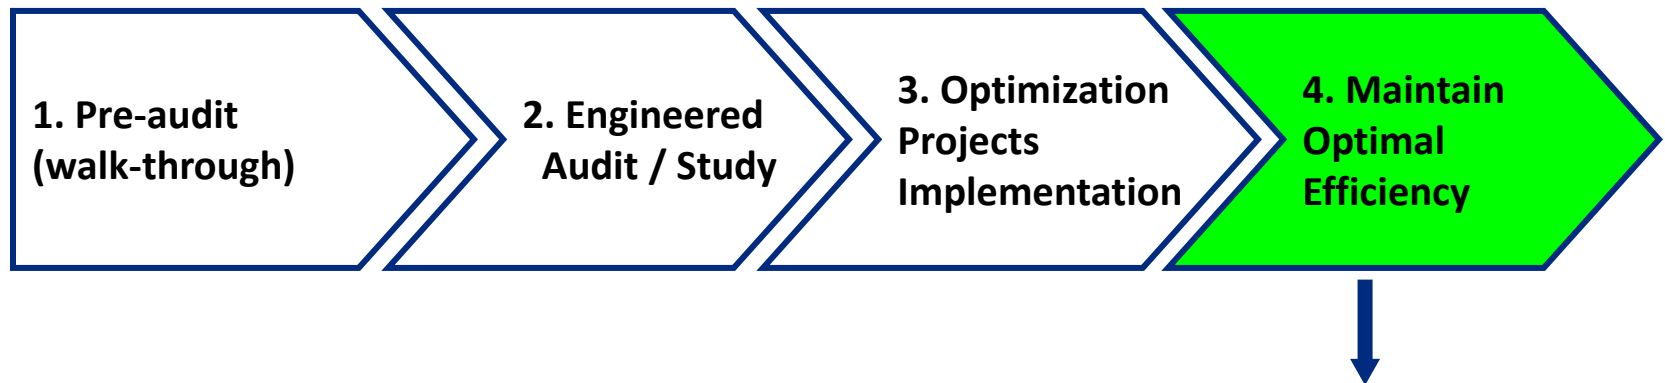 1. Pre-audit
(walk-through)
2. Engineered
Audit / Study
3. Optimization
Projects
Implementation
4. Maintain
Optimal
Efficiency